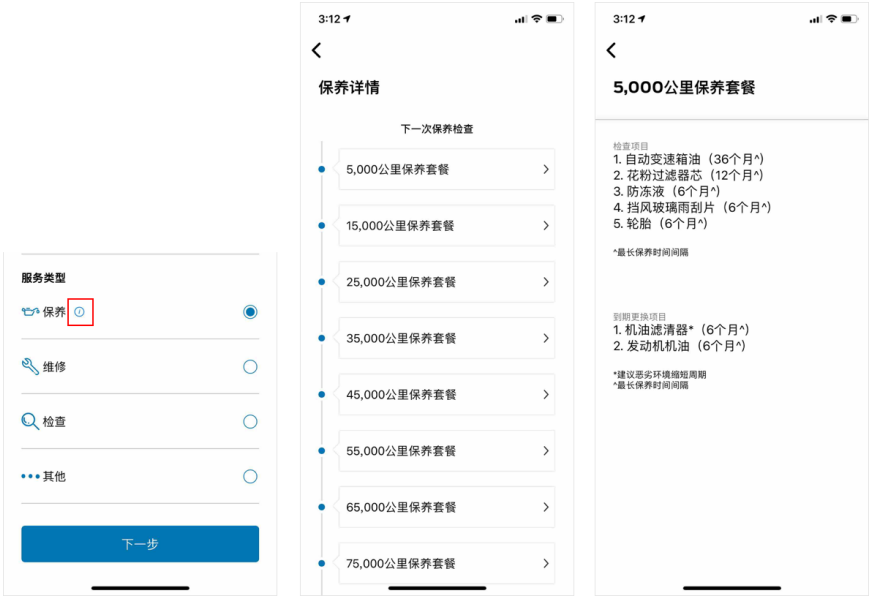 服务类型
保养
维修
检查
其他
下一步
3:12
保养详情
下一次保养检查
5,000公里保养套餐
15,000公里保养套餐
25,000公里保养套餐
35,000公里保养套餐
45,000公里保养套餐
55,000公里保养套餐
65,000公里保养套餐
75,000公里保养套餐
3:12
5,000公里保养套餐
检查项目
1. 自动变速箱油（36个月^）
2. 花粉过滤器芯（12个月^）
3. 防冻液（6个月^）
4. 挡风玻璃雨刮片（6个月^）
5. 轮胎（6个月^）
^最长保养时间间隔
到期更换项目
1. 机油滤清器*（6个月^）
2. 发动机机油（6个月^）
*建议恶劣环境缩短周期
^最长保养时间间隔